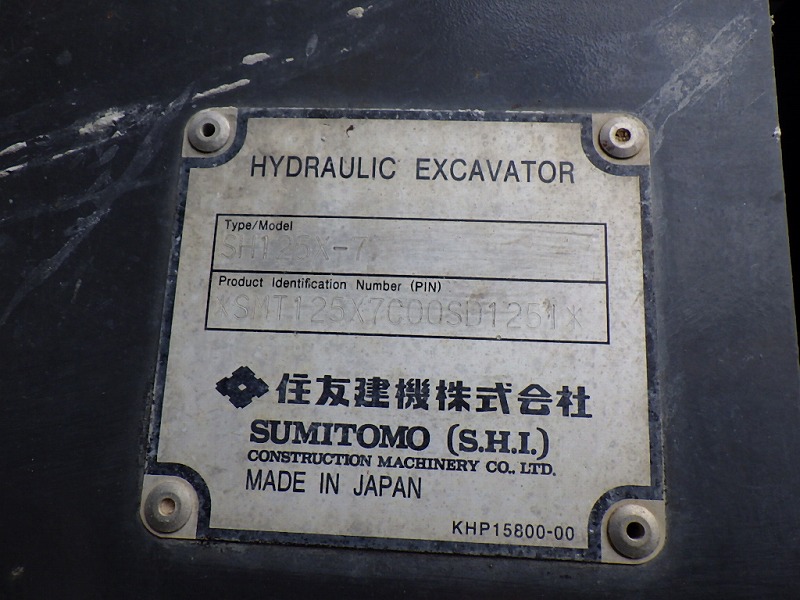 HYDRAULIC EXCAVATOR
Type/Model
SH125X-7
Product Identification Number (PIN)
*SMT125X7C00SD1251*
住友建機株式会社
SUMITOMO (S.H.I.)
CONSTRUCTION MACHINERY CO., LTD.
MADE IN JAPAN
KHP15800-00